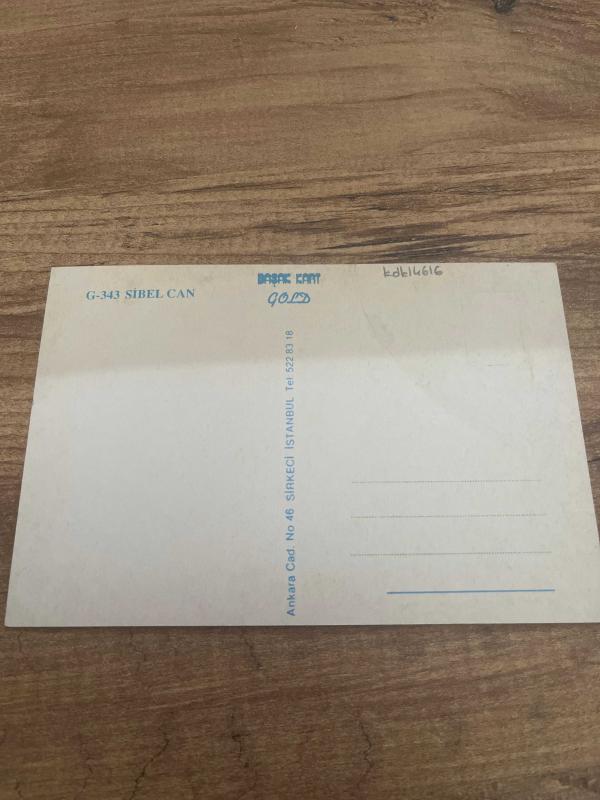 G-343 SİBEL CAN
BAŞAK KART
GOLD
kdk14616
Ankara Cad. No 46 SİRKECİ İSTANBUL Tel 522 83 18